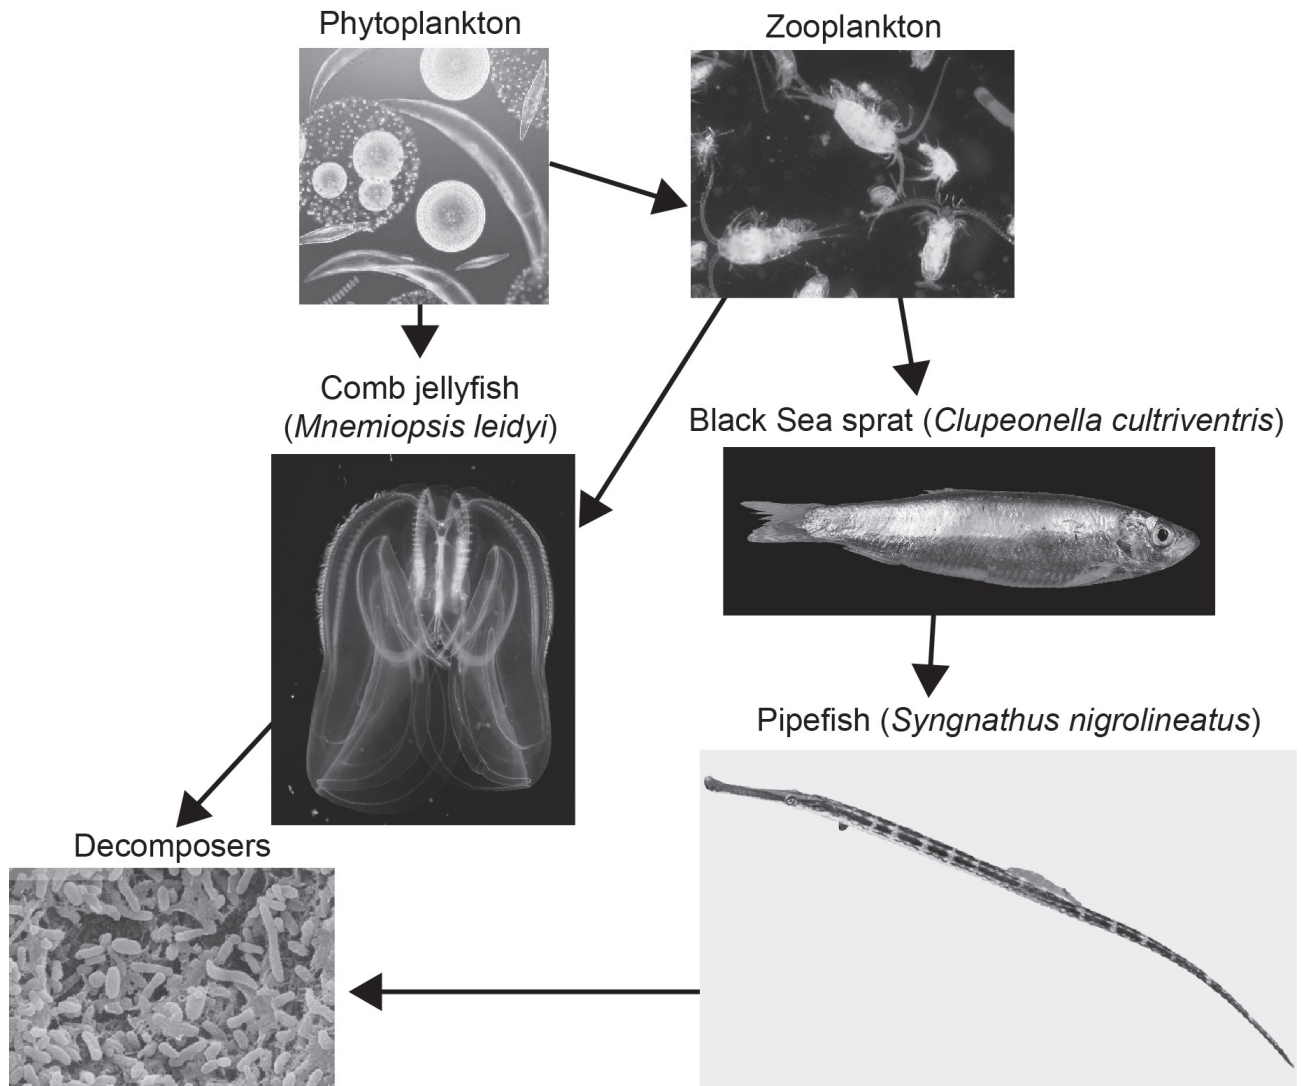 Phytoplankton
Zooplankton
Comb jellyfish
(Mnemiopsis leidyi)
Black Sea sprat (Clupeonella cultriventris)
Pipefish (Syngnathus nigrolineatus)
Decomposers